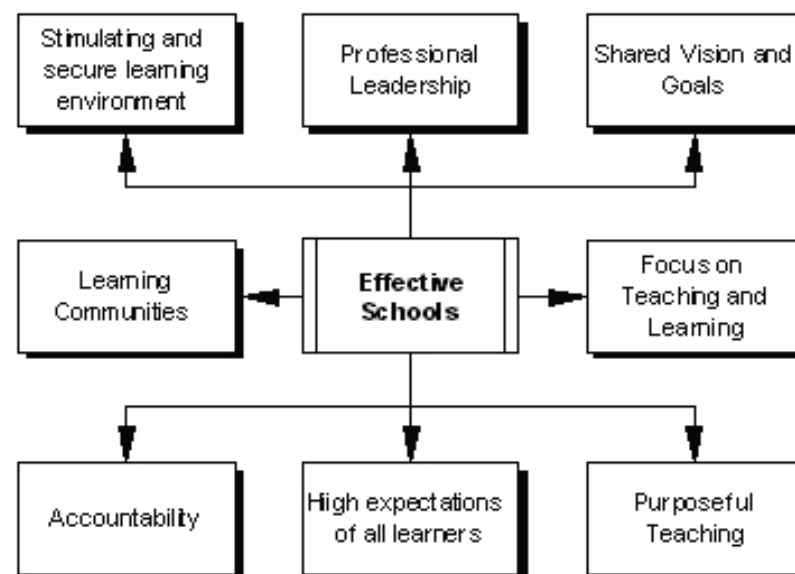 Stimulating and
secure learning
environment
Professional
Leadership
Shared Vision and
Goals
Learning
Communities
Effective
Schools
Focus on
Teaching and
Learning
Accountability
High expectations
of all learners
Purposeful
Teaching